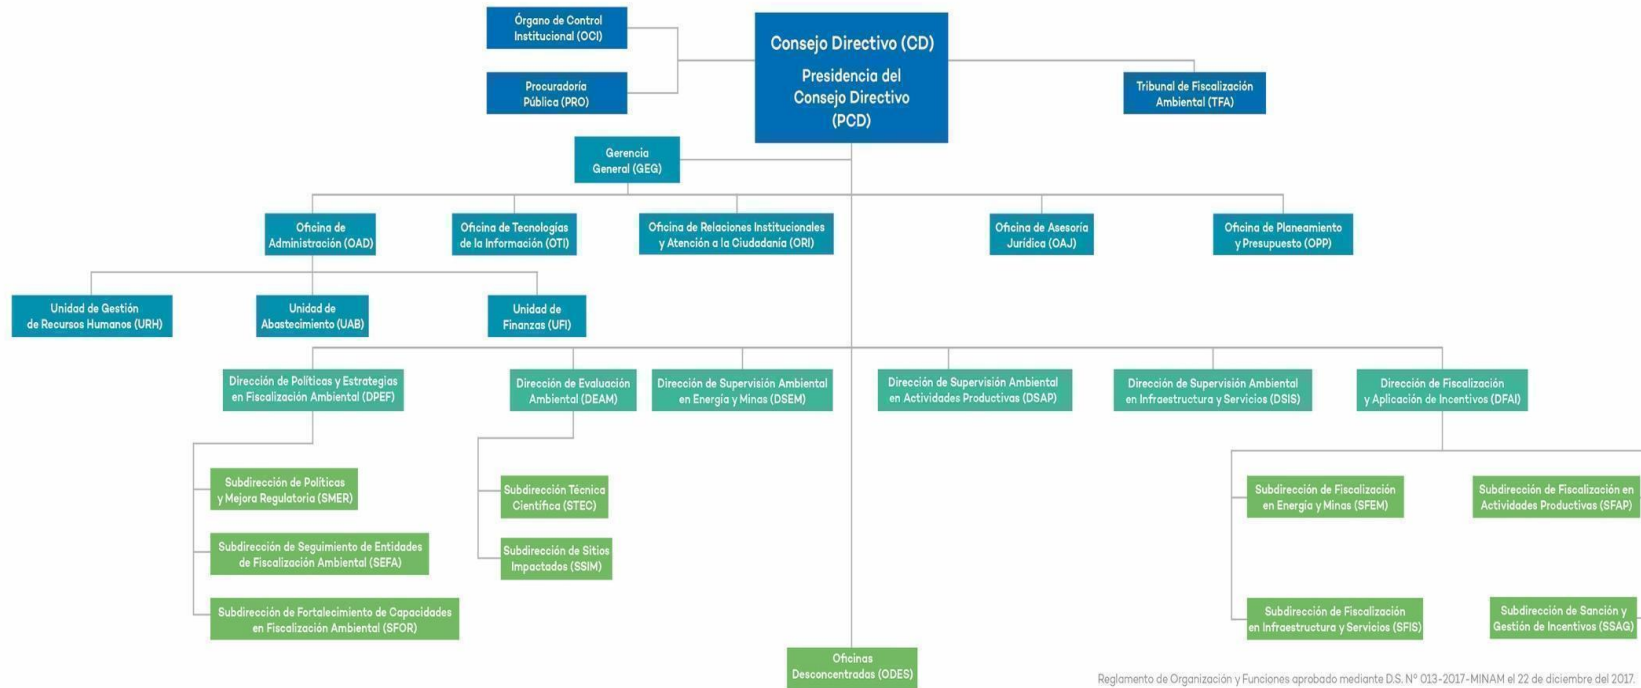 Órgano de Control
Institucional (OCI)
Procuradoría
Pública (PRO)
Consejo Directivo (CD)
Presidencia del
Consejo Directivo
(PCD)
Tribunal de Fiscalización
Ambiental (TFA)
Gerencia
General (GEG)
Oficina de
Administración (OAD)
Oficina de Tecnologías
de la Información (OTI)
Oficina de Relaciones Institucionales
y Atención a la Ciudadanía (ORI)
Oficina de Asesoría
Jurídica (OAJ)
Oficina de Planeamiento
y Presupuesto (OPP)
Unidad de Gestión
de Recursos Humanos (URH)
Unidad de
Abastecimiento (UAB)
Unidad de
Finanzas (UFI)
Dirección de Políticas y Estrategias
en Fiscalización Ambiental (DPEF)
Dirección de Evaluación
Ambiental (DEAM)
Dirección de Supervisión Ambiental
en Energía y Minas (DSEM)
Dirección de Supervisión Ambiental
en Actividades Productivas (DSAP)
Dirección de Supervisión Ambiental
en Infraestructura y Servicios (DSIS)
Dirección de Fiscalización
y Aplicación de Incentivos (DFAI)
Subdirección de Políticas
y Mejora Regulatoria (SMER)
Subdirección de Seguimiento de Entidades
de Fiscalización Ambiental (SEFA)
Subdirección de Fortalecimiento de Capacidades
en Fiscalización Ambiental (SFOR)
Subdirección Técnica
Científica (STEC)
Subdirección de Sitios
Impactados (SSIM)
Subdirección de Fiscalización
en Energía y Minas (SFEM)
Subdirección de Fiscalización en
Actividades Productivas (SFAP)
Subdirección de Fiscalización
en Infraestructura y Servicios (SFIS)
Subdirección de Sanción y
Gestión de Incentivos (SSAG)
Oficinas
Desconcentradas (ODES)
Reglamento de Organización y Funciones aprobado mediante D.S. N° 013-2017-MINAM el 22 de diciembre del 2017.